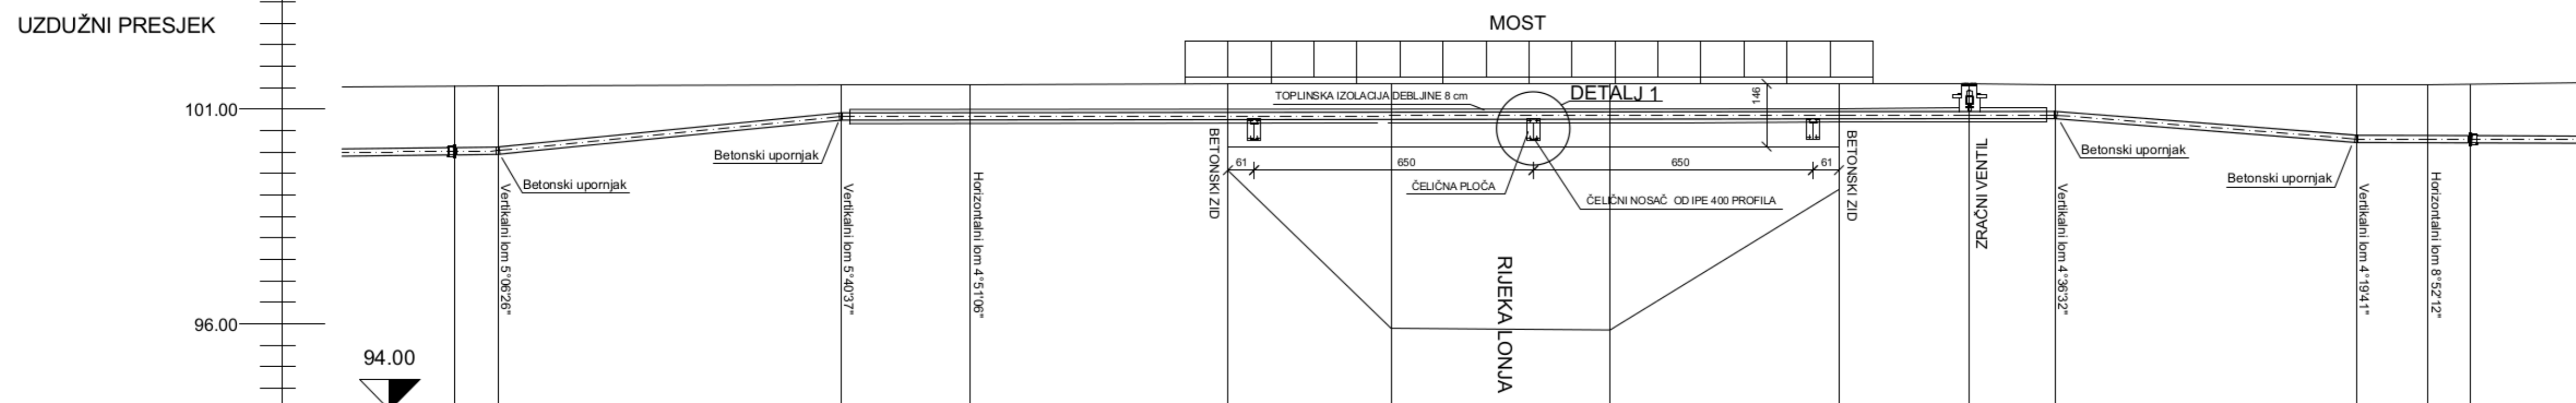 UZDUŽNI PRESJEK
MOST
101.00
TOPLINSKA IZOLACIJA DEBLJINE 8 cm
DETALJ 1
146
Betonski upornjak
Betonski upornjak
Betonski upornjak
Betonski upornjak
61
650
650
61
ČELIČNA PLOČA
ČELIČNI NOSAČ OD IPE 400 PROFILA
Vertikalni lom 5°06'26"
Vertikalni lom 5°40'37"
Horizontalni lom 4°51'06"
BETONSKI ZID
RIJEKA LONJA
BETONSKI ZID
ZRAČNI VENTIL
Vertikalni lom 4°36'32"
Vertikalni lom 4°19'41"
Horizontalni lom 8°52'12"
96.00
94.00